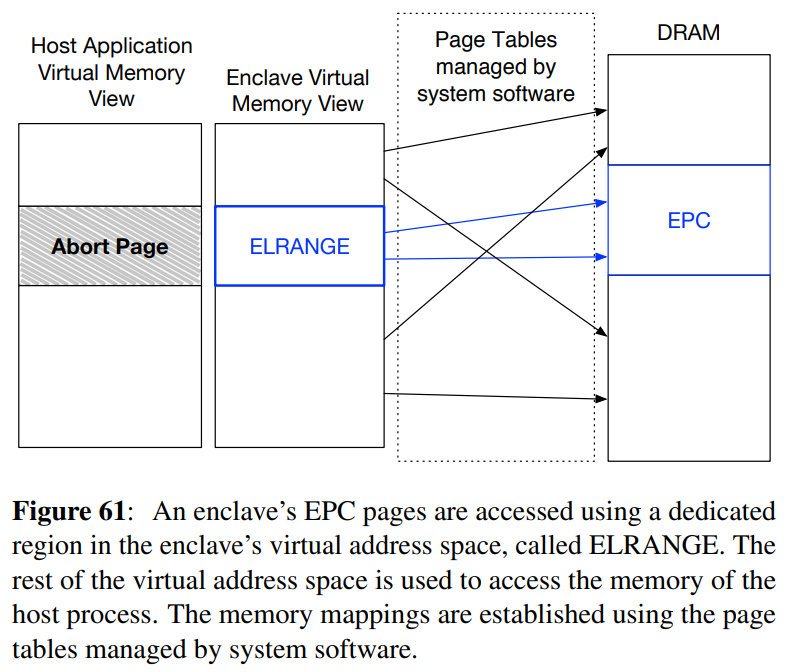 Host Application
Virtual Memory
View
Enclave Virtual
Memory View
Page Tables
managed by
system software
DRAM
Abort Page
ELRANGE
EPC
Figure 61: An enclave’s EPC pages are accessed using a dedicated
region in the enclave’s virtual address space, called ELRANGE. The
rest of the virtual address space is used to access the memory of the
host process. The memory mappings are established using the page
tables managed by system software.